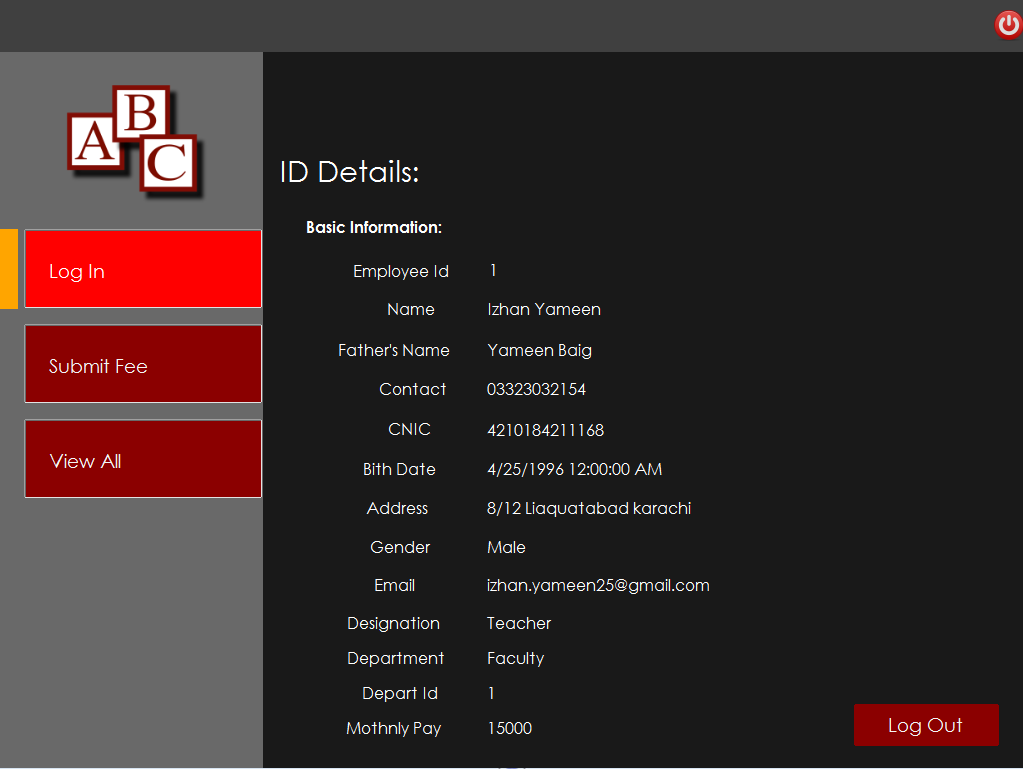 A B C
Log In
Submit Fee
View All
ID Details:
Basic Information:
Employee Id 1
Name Izhan Yameen
Father's Name Yameen Baig
Contact 03323032154
CNIC 4210184211168
Bith Date 4/25/1996 12:00:00 AM
Address 8/12 Liaquatabad karachi
Gender Male
Email izhan.yameen25@gmail.com
Designation Teacher
Department Faculty
Depart Id 1
Mothnly Pay 15000
Log Out